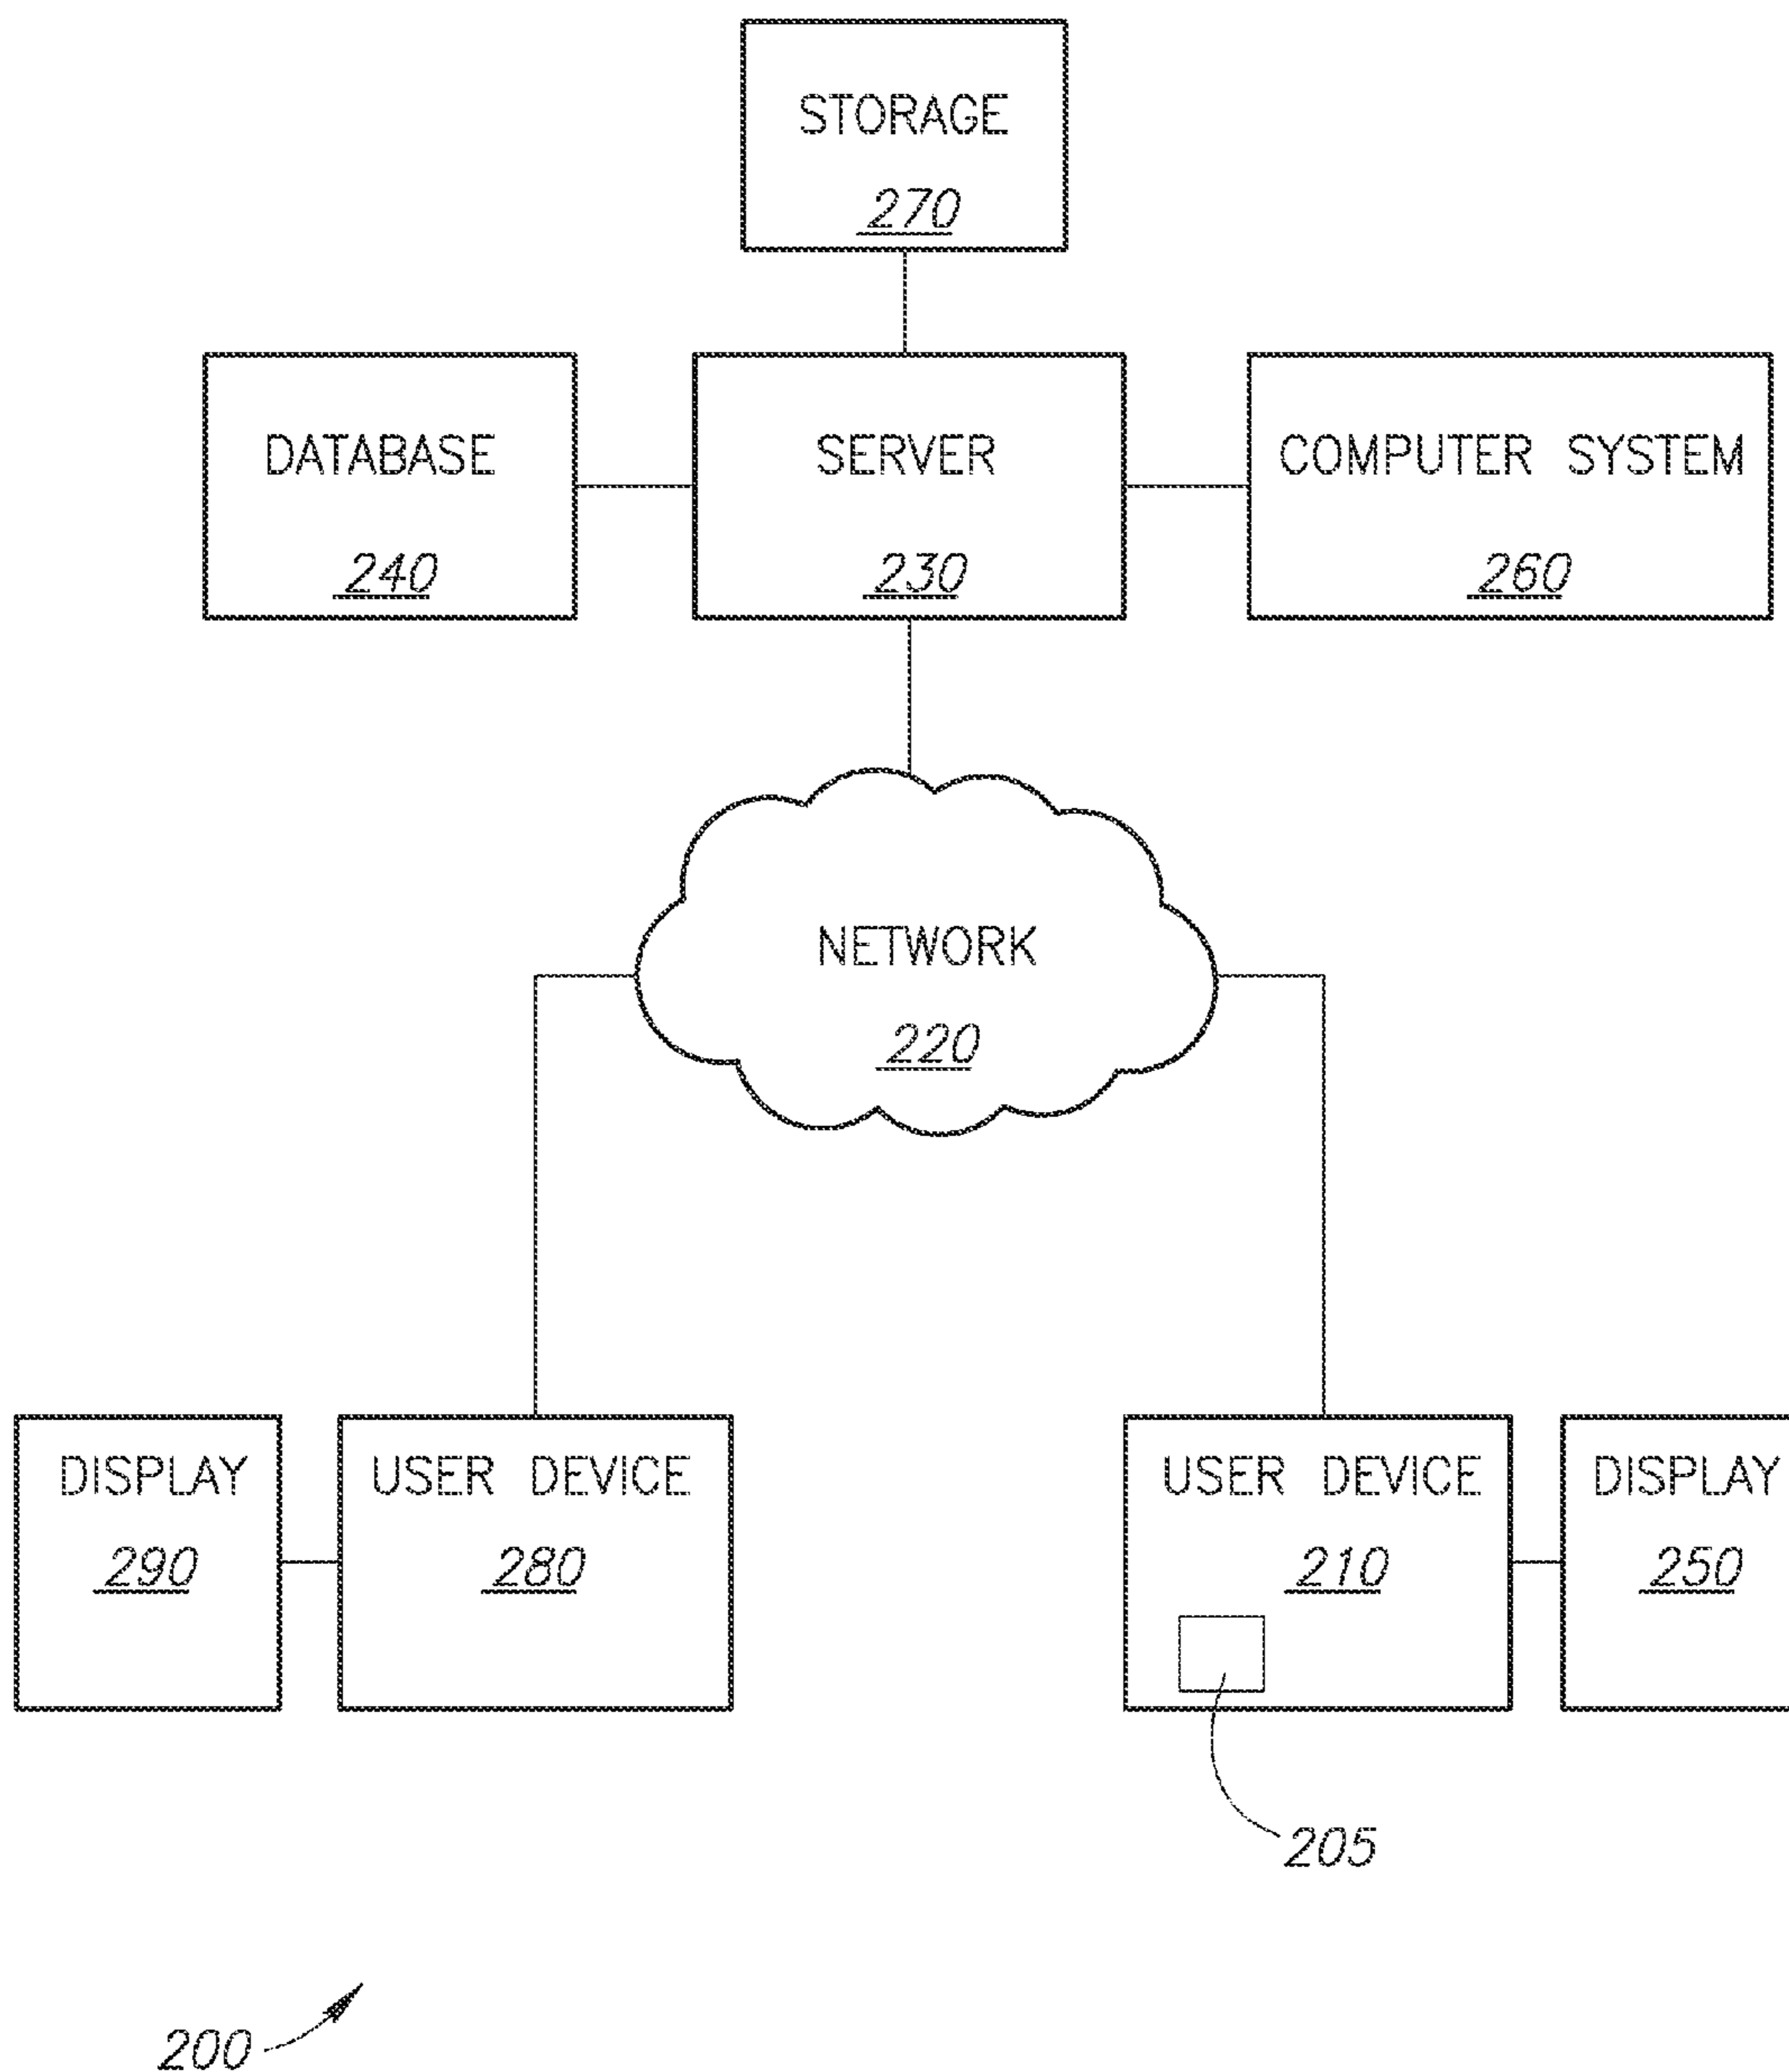 STORAGE
270
DATABASE
240
SERVER
230
COMPUTER SYSTEM
260
NETWORK
220
DISPLAY
290
USER DEVICE
280
USER DEVICE
210
DISPLAY
250
205
200